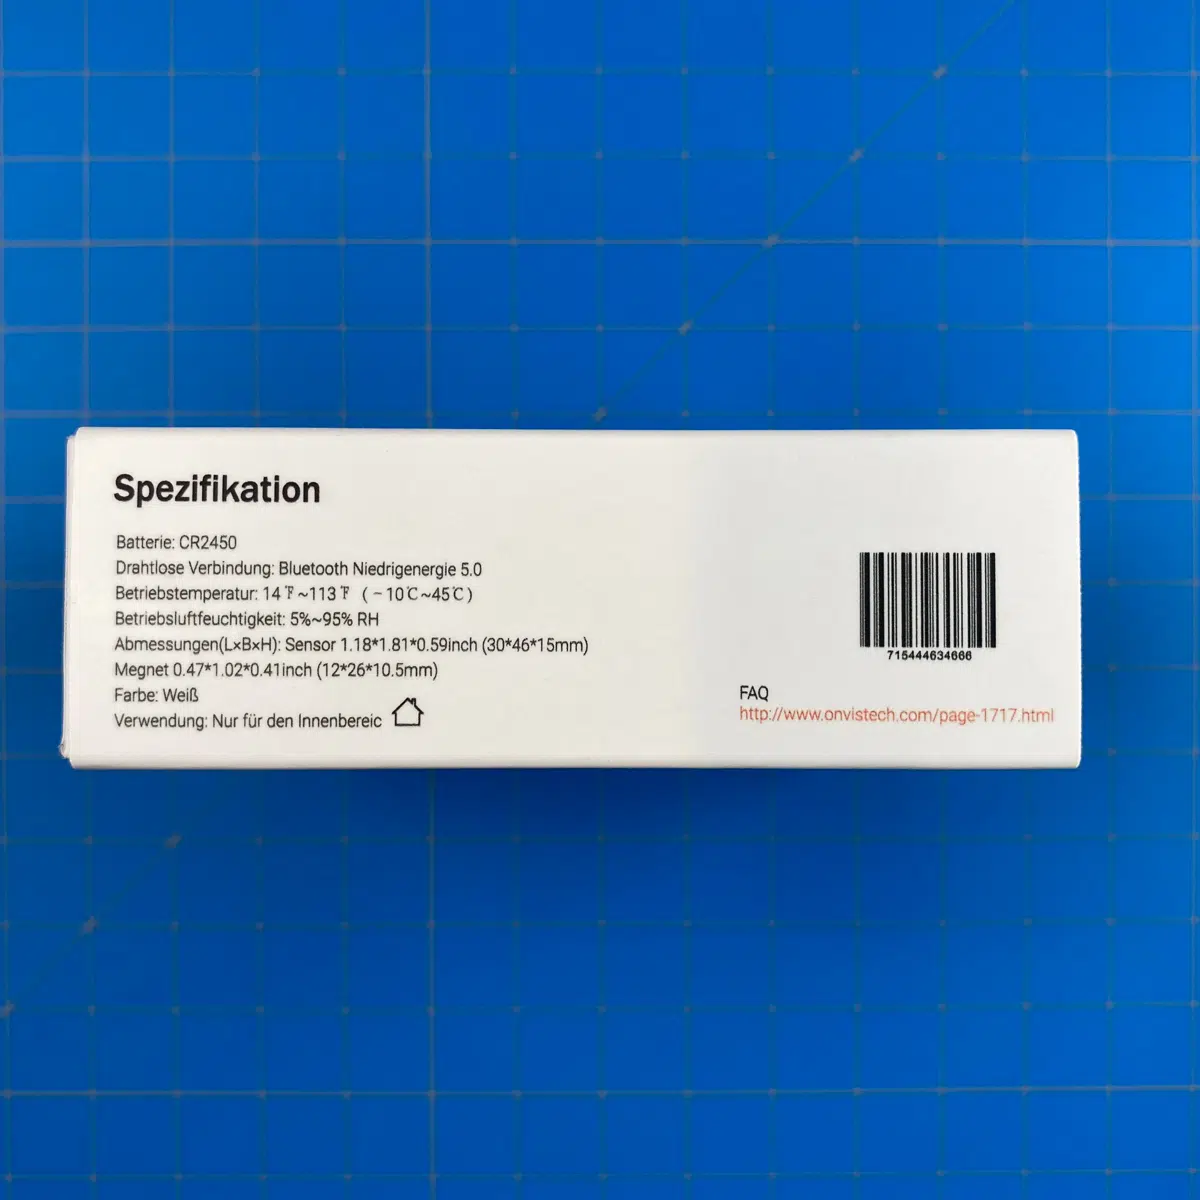 Spezifikation
Batterie: CR2450
Drahtlose Verbindung: Bluetooth Niedrigenergie 5.0
Betriebstemperatur: 14℉~113℉ (-10℃~45℃)
Betriebsluftfeuchtigkeit: 5%~95% RH
Abmessungen(L×B×H): Sensor 1.18*1.81*0.59inch (30*46*15mm)
Megnet 0.47*1.02*0.41inch (12*26*10.5mm)
Farbe: Weiß
Verwendung: Nur für den Innenbereic
715444634666
FAQ
http://www.onvistech.com/page-1717.html